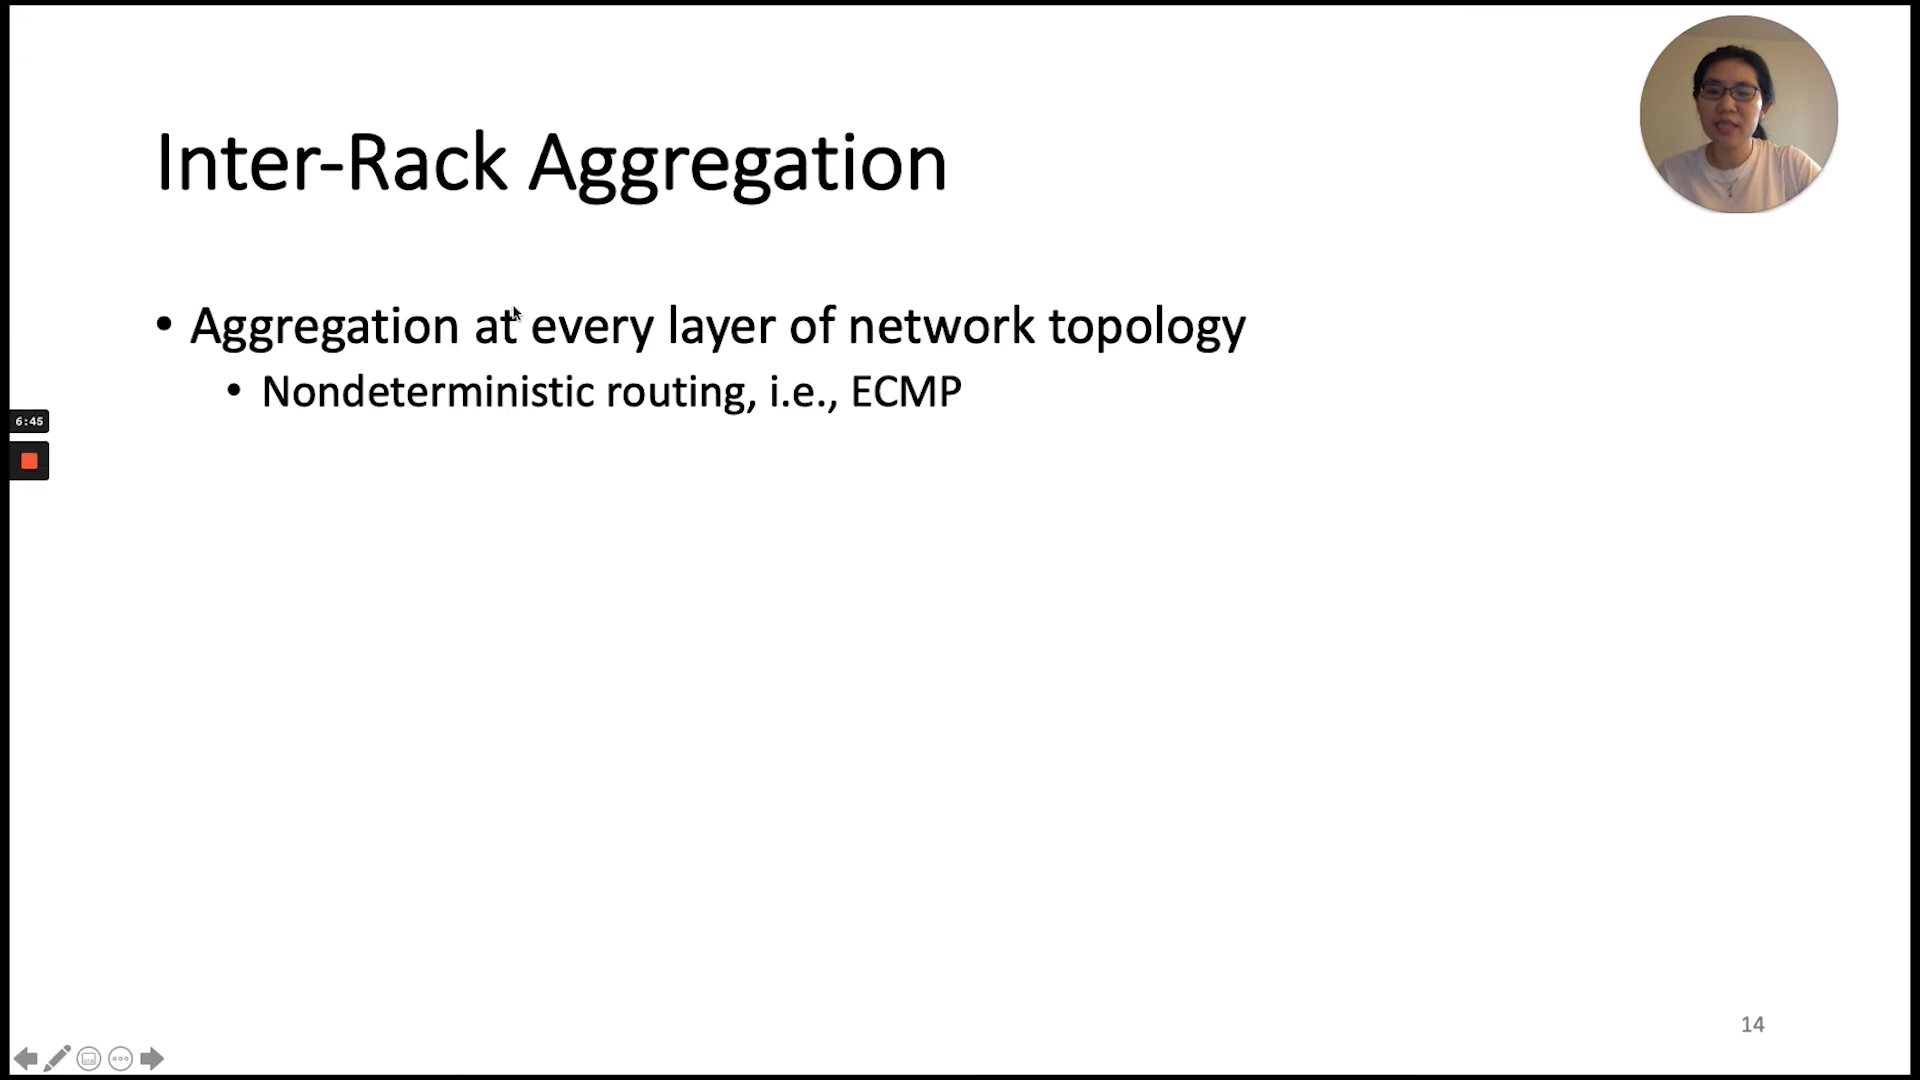 Inter-Rack Aggregation
• Aggregation at every layer of network topology
• Nondeterministic routing, i.e., ECMP
6:45
14